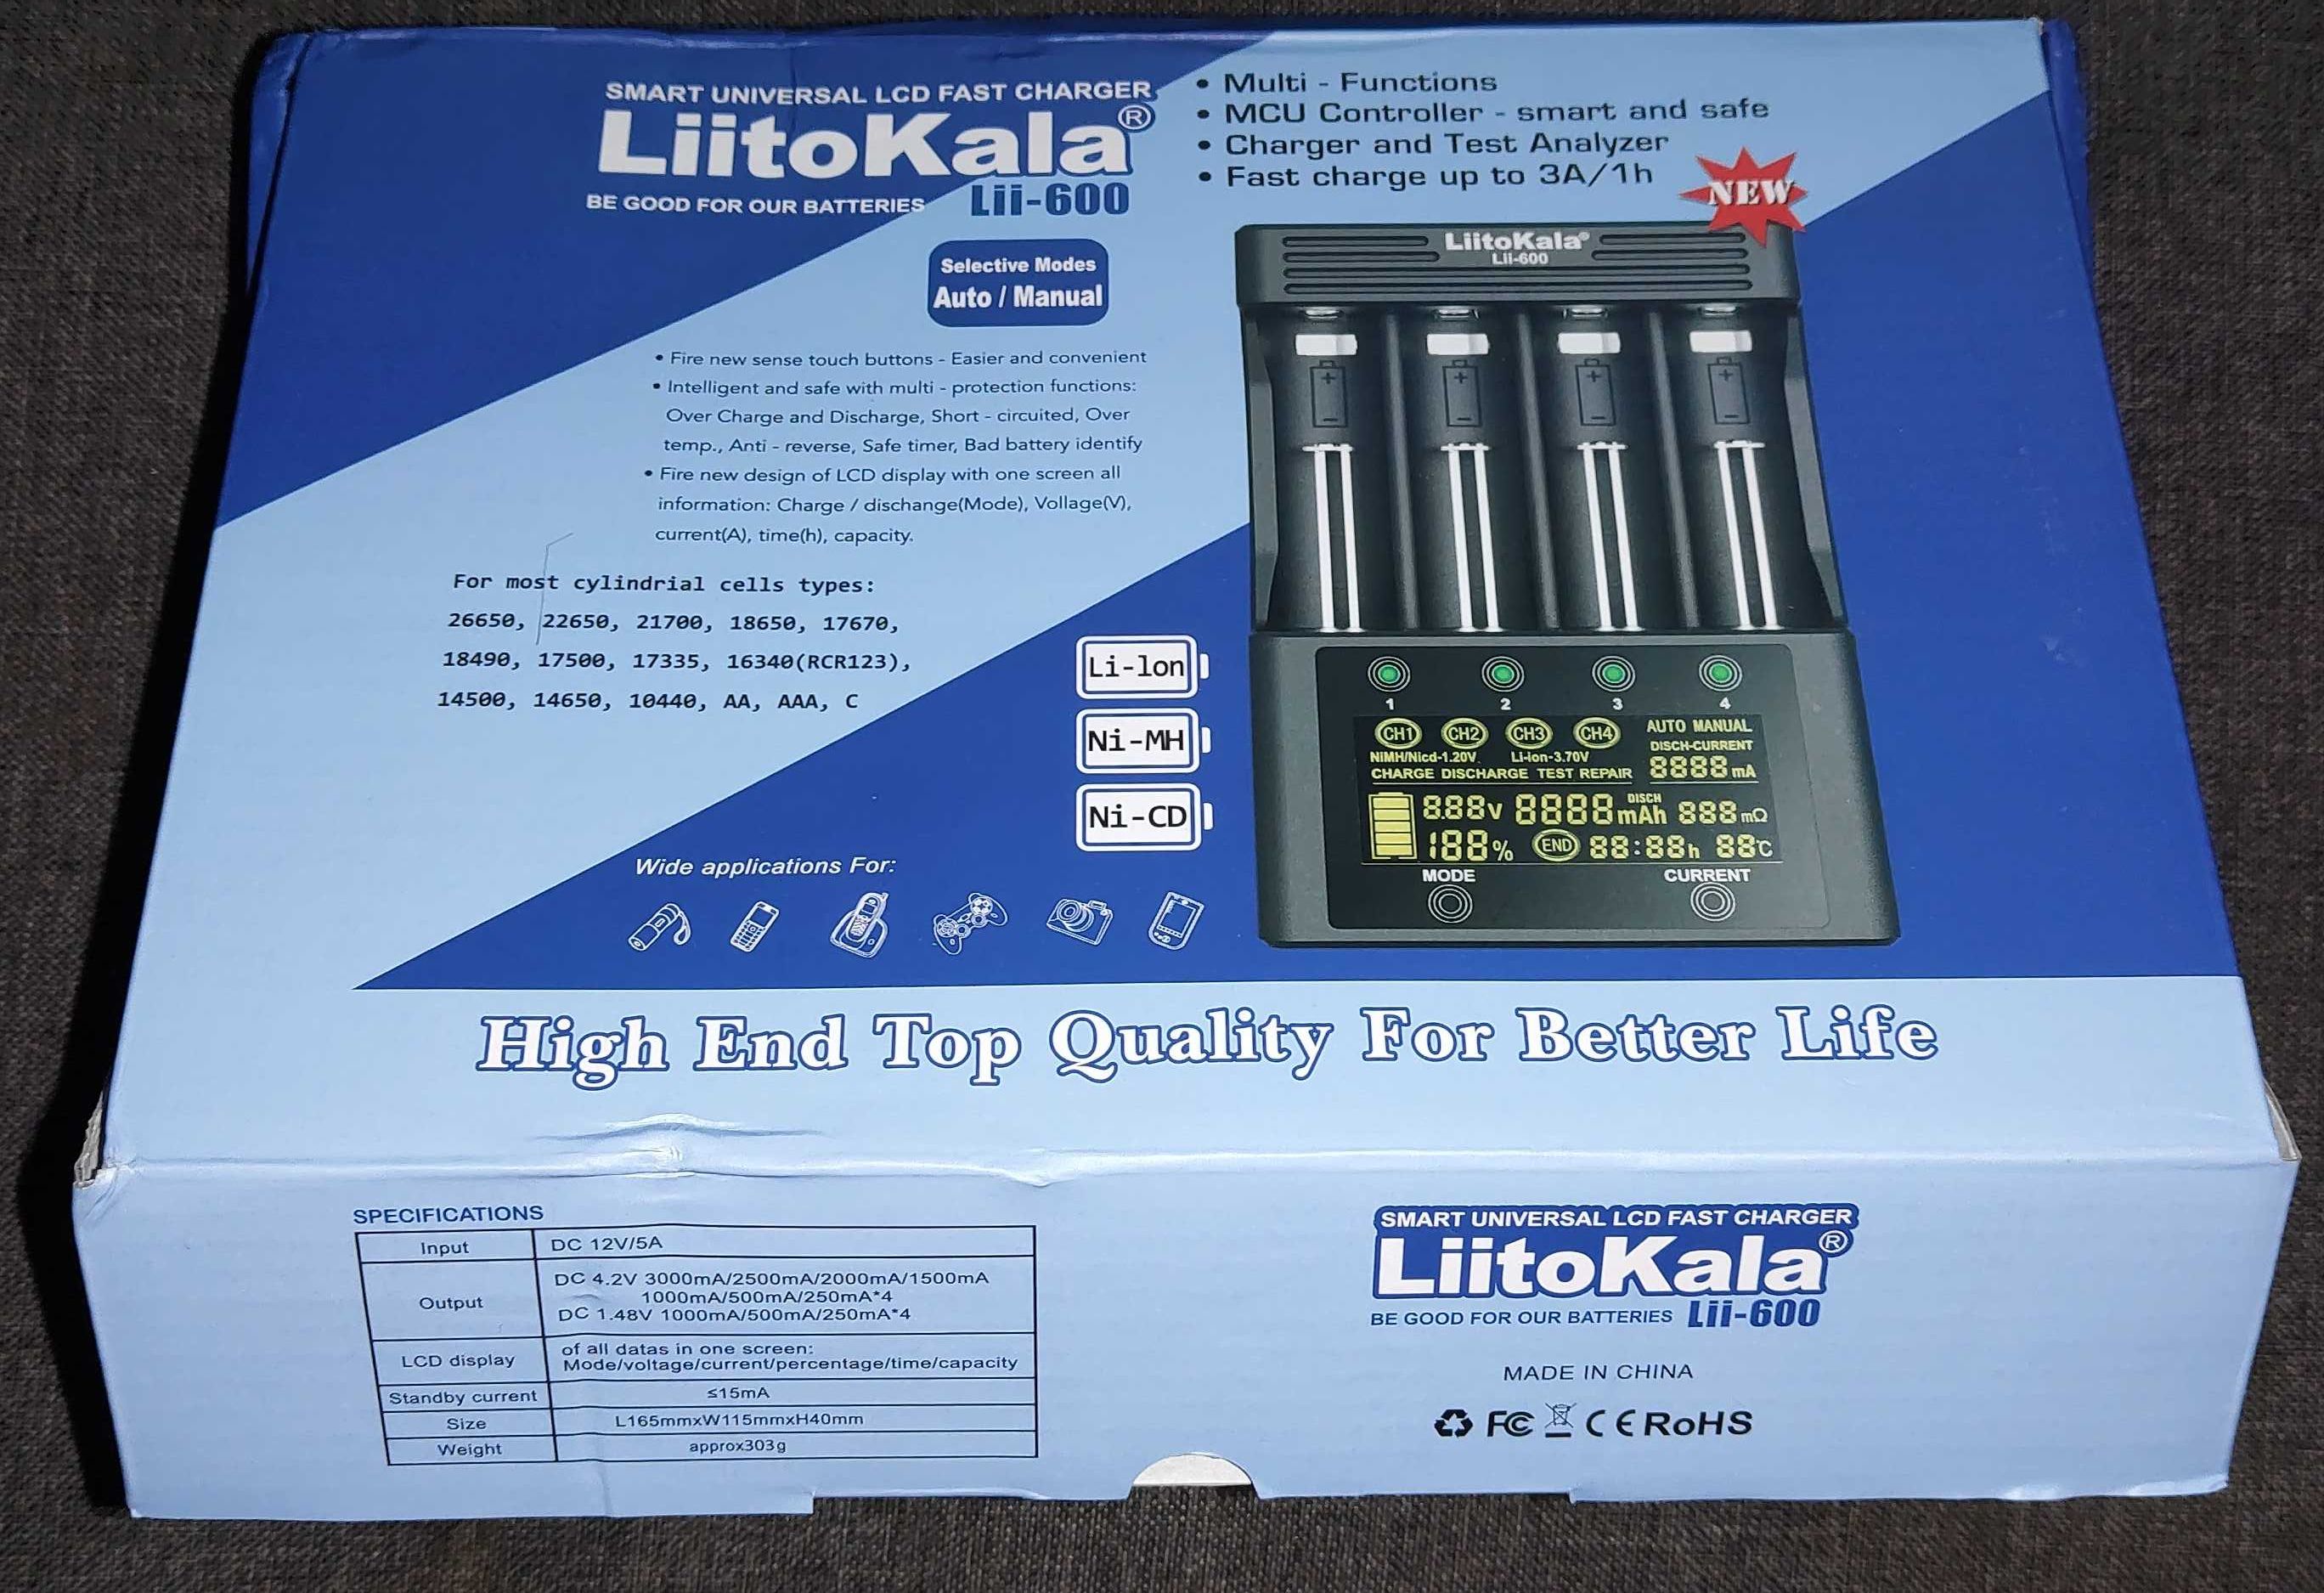 SMART UNIVERSAL LCD FAST CHARGER
LiitoKala®
BE GOOD FOR OUR BATTERIES Lii-600
• Multi - Functions
• MCU Controller - smart and safe
• Charger and Test Analyzer
• Fast charge up to 3A/1h
NEW
Selective Modes
Auto / Manual
• Fire new sense touch buttons - Easier and convenient
• Intelligent and safe with multi - protection functions:
Over Charge and Discharge, Short - circuited, Over
temp., Anti - reverse, Safe timer, Bad battery identify
• Fire new design of LCD display with one screen all
information: Charge / dischange(Mode), Vollage(V),
current(A), time(h), capacity.
For most cylindrial cells types:
26650, 22650, 21700, 18650, 17670,
18490, 17500, 17335, 16340(RCR123),
14500, 14650, 10440, AA, AAA, C
Li-lon
Ni-MH
Ni-CD
Wide applications For:
LiitoKala®
Lii-600
+ + + +
- - - -
1 2 3 4
CH1 CH2 CH3 CH4 AUTO MANUAL
DISCH-CURRENT
NIMH/Nicd-1.20V Li-ion-3.70V
CHARGE DISCHARGE TEST REPAIR 8888mA
8.88V 8888mAh DISCH 888mΩ
188% END 88:88h 88℃
MODE CURRENT
High End Top Quality For Better Life
SPECIFICATIONS
Input DC 12V/5A
Output DC 4.2V 3000mA/2500mA/2000mA/1500mA
1000mA/500mA/250mA*4
DC 1.48V 1000mA/500mA/250mA*4
LCD display of all datas in one screen:
Mode/voltage/current/percentage/time/capacity
Standby current ≤15mA
Size L165mmxW115mmxH40mm
Weight approx303g
SMART UNIVERSAL LCD FAST CHARGER
LiitoKala®
BE GOOD FOR OUR BATTERIES Lii-600
MADE IN CHINA
FC CE RoHS